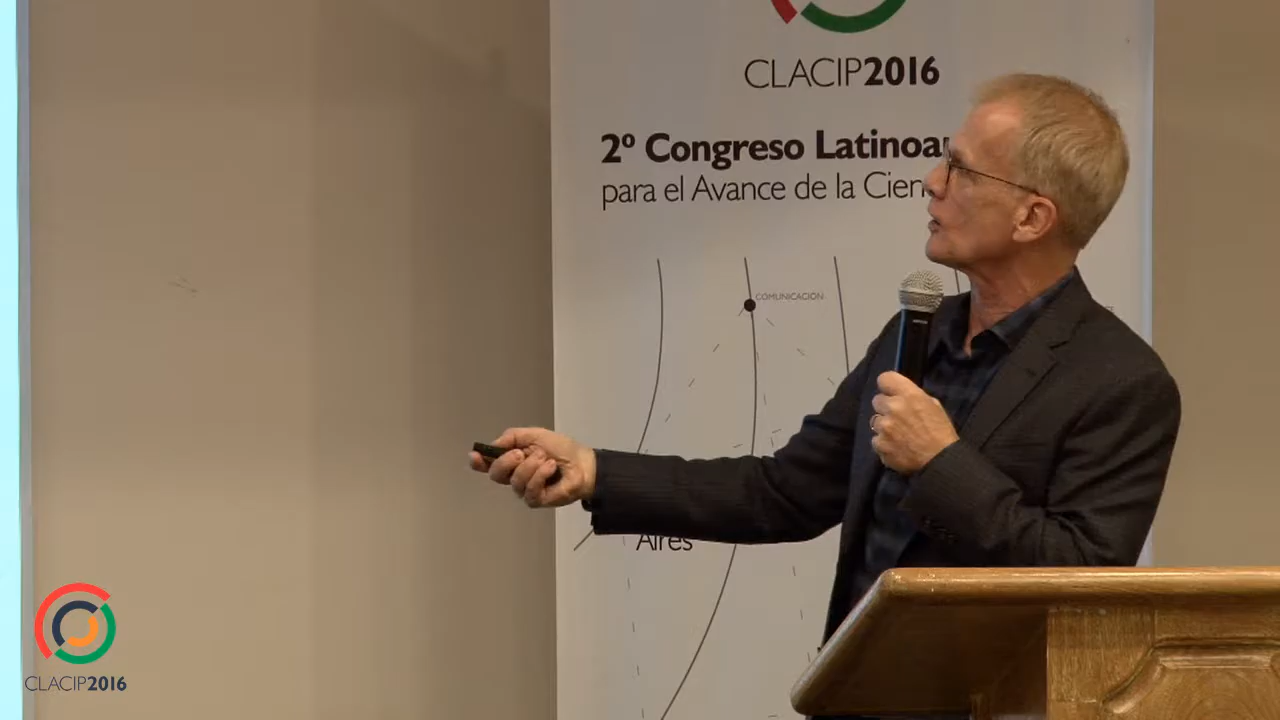 CLACIP2016
2º Congreso Latinoa
para el Avance de la Cien
COMUNICACIÓN
Aires
CLACIP2016